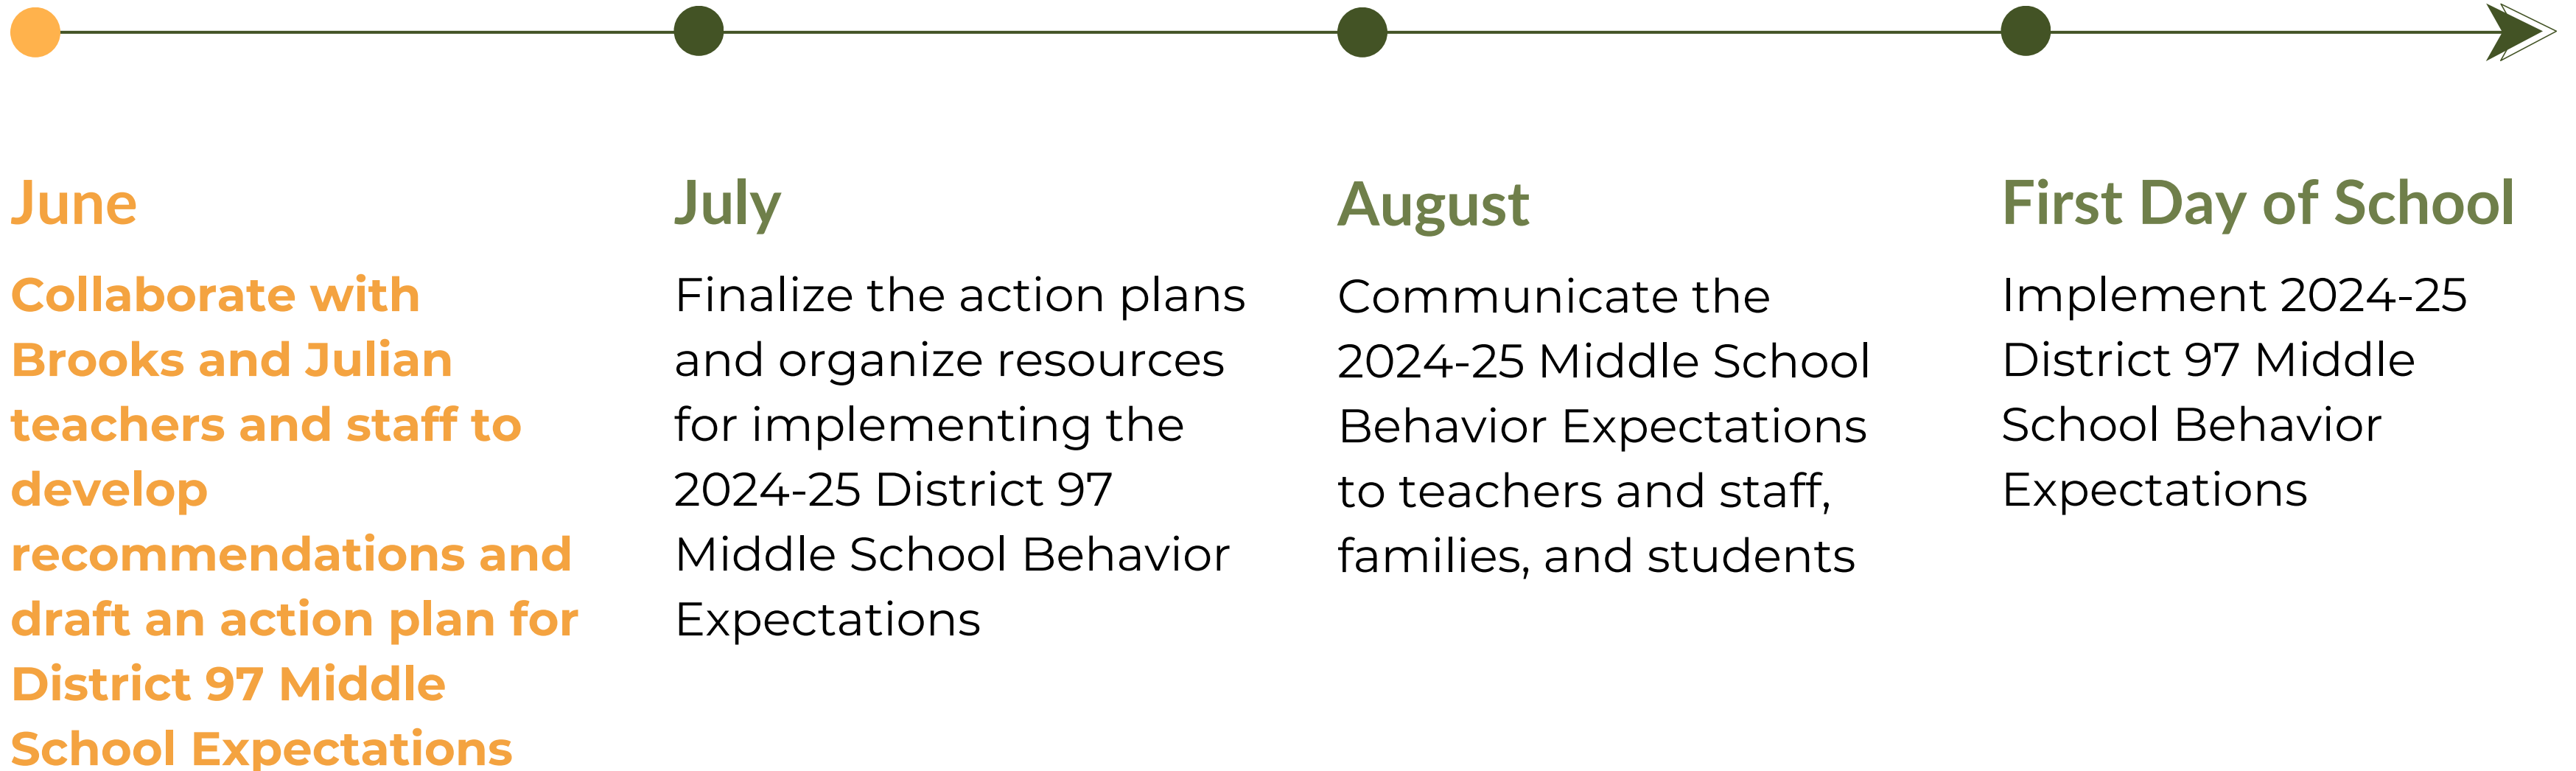 June
Collaborate with
Brooks and Julian
teachers and staff to
develop
recommendations and
draft an action plan for
District 97 Middle
School Expectations
July
Finalize the action plans
and organize resources
for implementing the
2024-25 District 97
Middle School Behavior
Expectations
August
Communicate the
2024-25 Middle School
Behavior Expectations
to teachers and staff,
families, and students
First Day of School
Implement 2024-25
District 97 Middle
School Behavior
Expectations